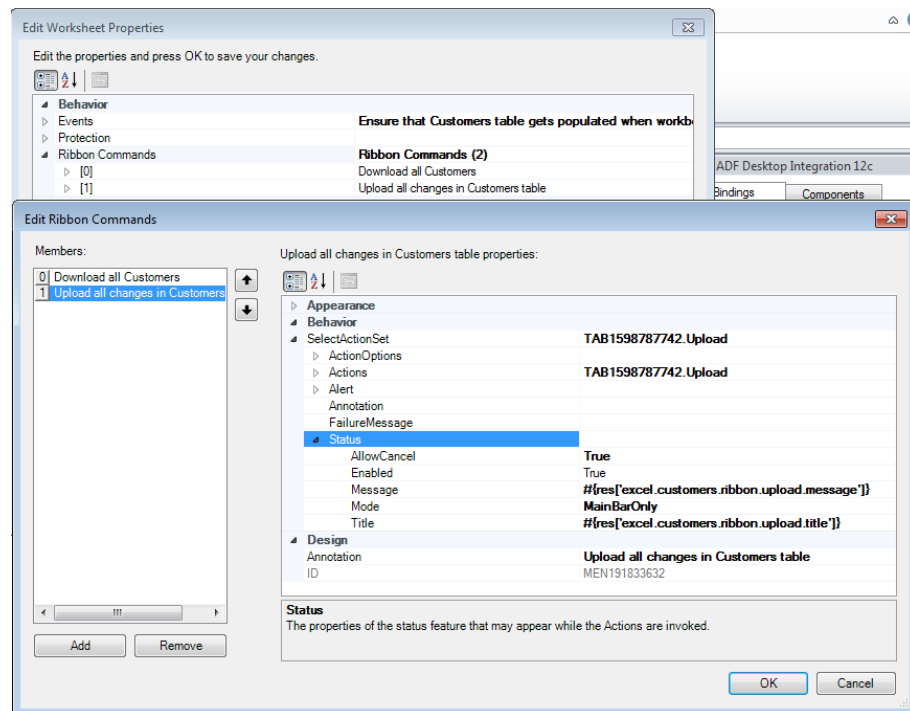 Edit Worksheet Properties
Edit the properties and press OK to save your changes.
Behavior
Events Ensure that Customers table gets populated when workb
Protection
Ribbon Commands Ribbon Commands (2)
[0] Download all Customers
[1] Upload all changes in Customers table
ADF Desktop Integration 12c
Bindings Components
Edit Ribbon Commands
Members:
0 Download all Customers
1 Upload all changes in Customers
Upload all changes in Customers table properties:
Appearance
Behavior
SelectActionSet TAB1598787742.Upload
ActionOptions
Actions TAB1598787742.Upload
Alert
Annotation
FailureMessage
Status
AllowCancel True
Enabled True
Message #{res['excel.customers.ribbon.upload.message']}
Mode MainBarOnly
Title #{res['excel.customers.ribbon.upload.title']}
Design
Annotation Upload all changes in Customers table
ID MEN191833632
Status
The properties of the status feature that may appear while the Actions are invoked.
Add Remove
OK Cancel